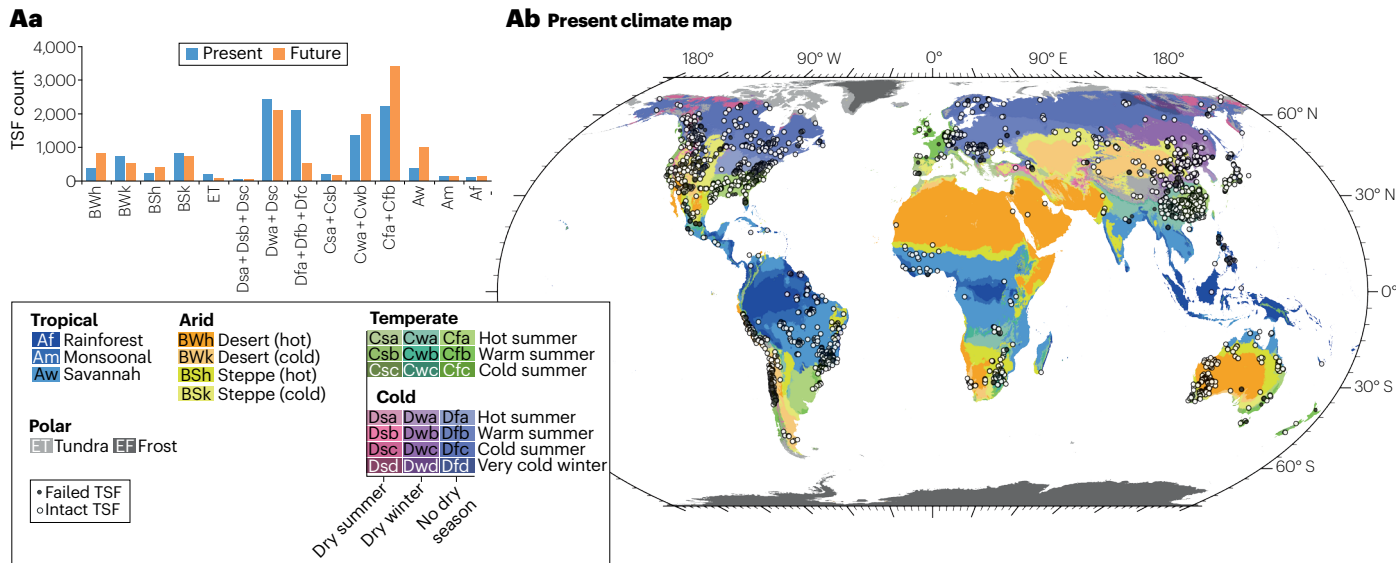 Aa
Ab Present climate map
TSF count
4,000
3,000
2,000
1,000
0
Present
Future
BWh
BWk
BSh
BSk
ET
Dsa + Dsb + Dsc
Dwa + Dsc
Dfa + Dfb + Dfc
Csa + Csb
Cwa + Cwb
Cfa + Cfb
Aw
Am
Af
180°
90° W
0°
90° E
180°
60° N
30° N
0°
30° S
60° S
Tropical
Af Rainforest
Am Monsoonal
Aw Savannah
Arid
BWh Desert (hot)
BWk Desert (cold)
BSh Steppe (hot)
BSk Steppe (cold)
Temperate
Csa Cwa Cfa Hot summer
Csb Cwb Cfb Warm summer
Csc Cwc Cfc Cold summer
Cold
Dsa Dwa Dfa Hot summer
Dsb Dwb Dfb Warm summer
Dsc Dwc Dfc Cold summer
Dsd Dwd Dfd Very cold winter
Dry summer
Dry winter
No dry
season
Polar
ET Tundra EF Frost
Failed TSF
Intact TSF